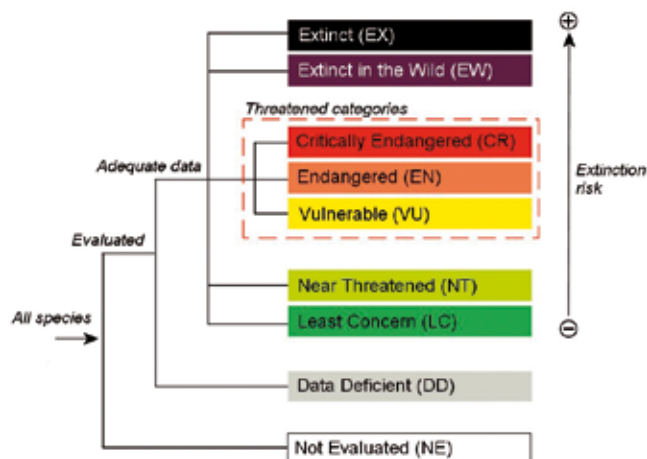 Extinct (EX)
Extinct in the Wild (EW)
Threatened categories
Critically Endangered (CR)
Adequate data
Endangered (EN)
Extinction
risk
Vulnerable (VU)
Evaluated
Near Threatened (NT)
All species
Least Concern (LC)
Data Deficient (DD)
Not Evaluated (NE)